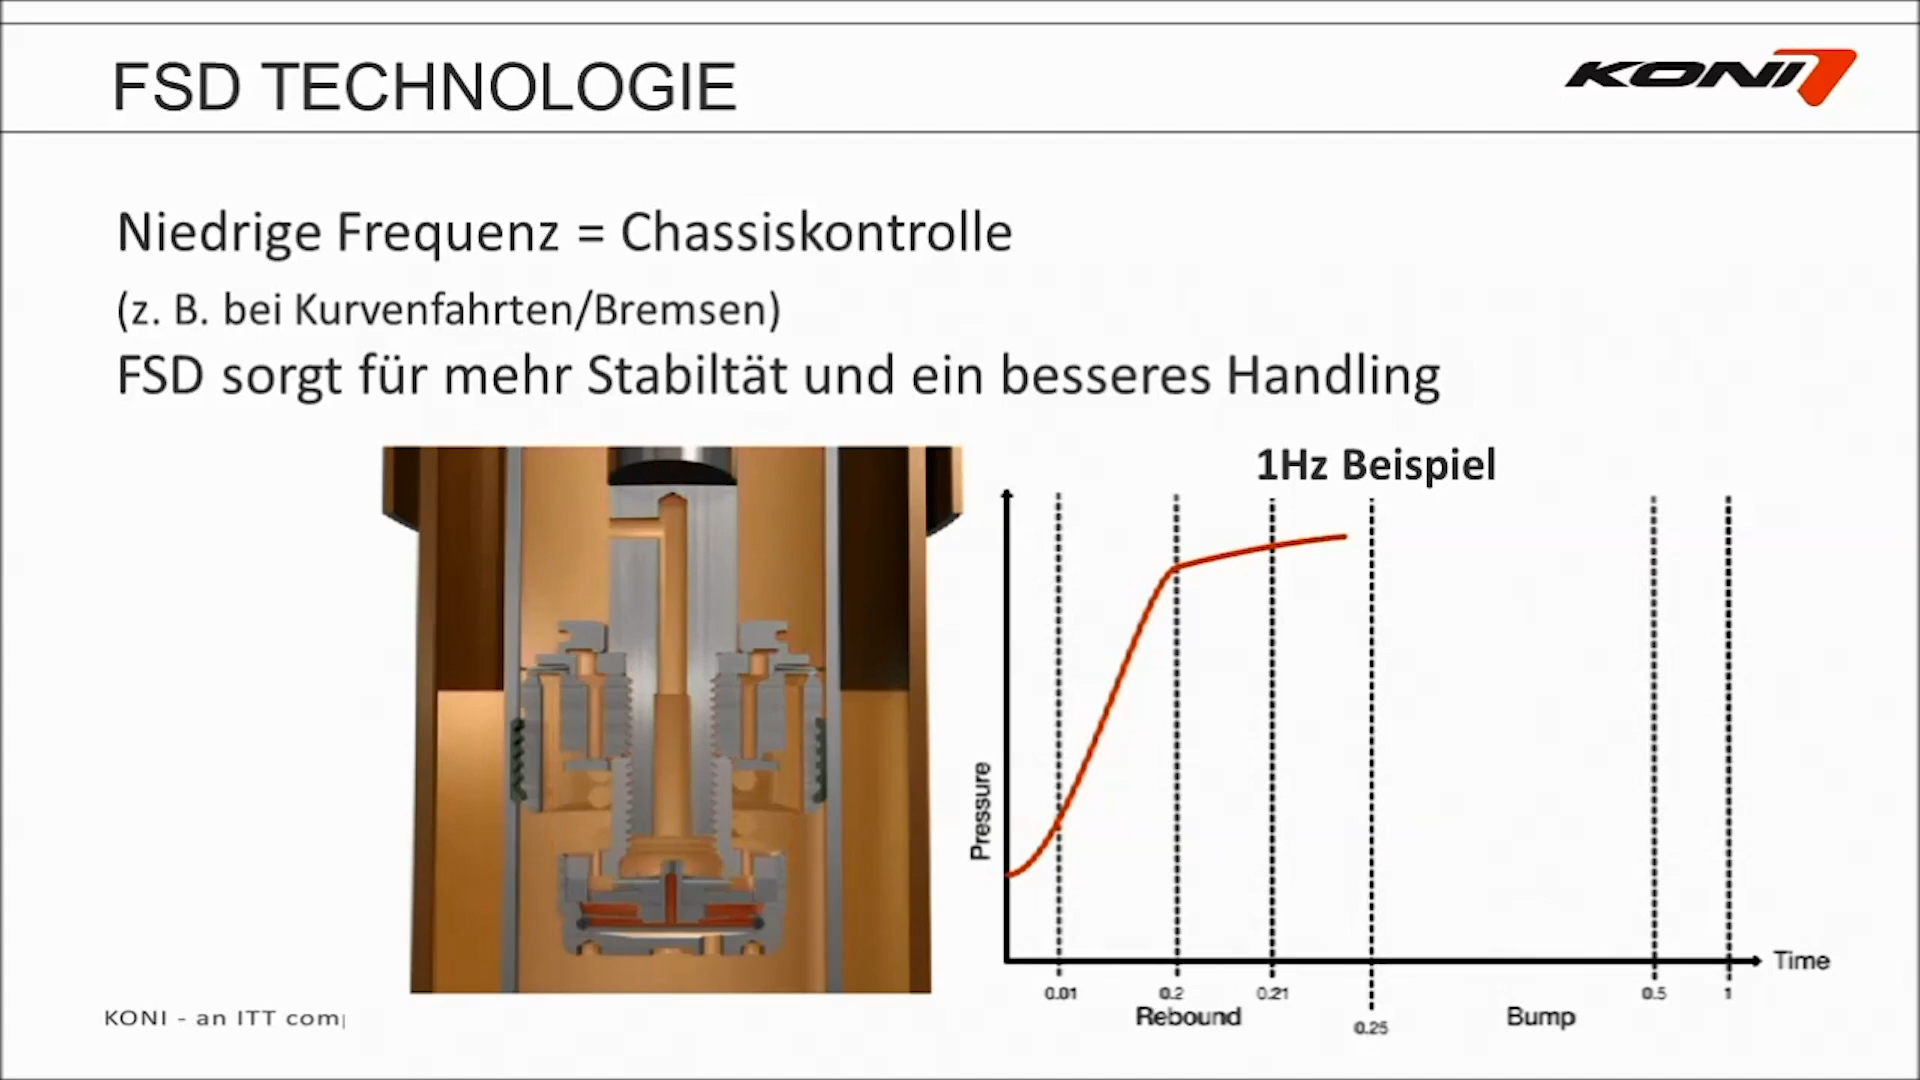 FSD TECHNOLOGIE
KONI
Niedrige Frequenz = Chassiskontrolle
(z. B. bei Kurvenfahrten/Bremsen)
FSD sorgt für mehr Stabiltät und ein besseres Handling
1Hz Beispiel
Pressure
Time
0.01 0.2 0.21 0.5 1
Rebound Bump
0.25
KONI - an ITT com